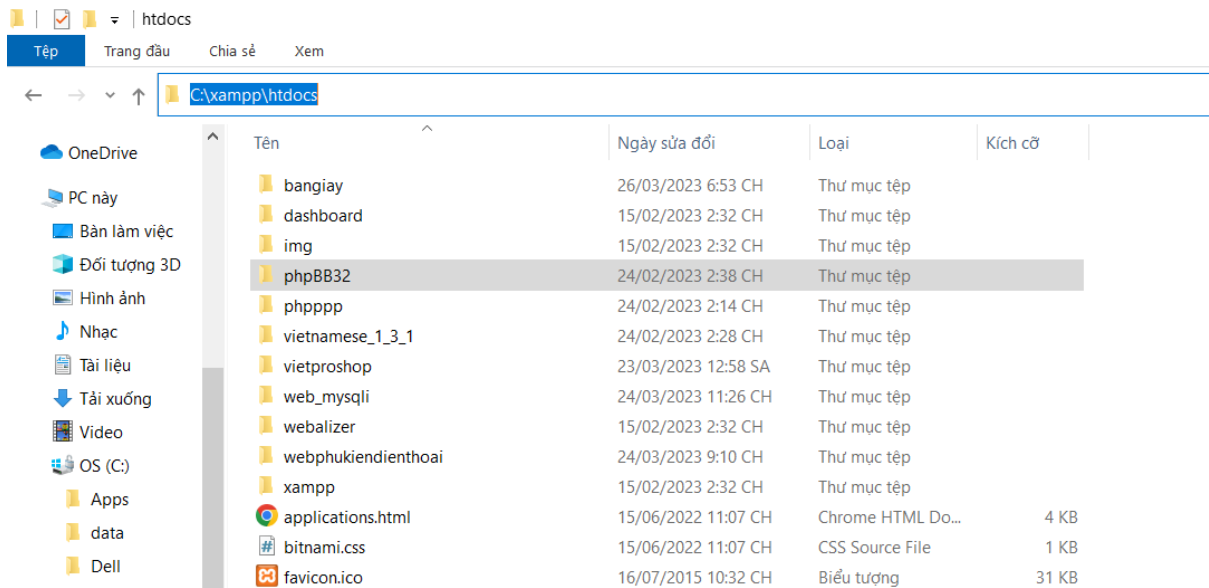 htdocs
Tệp Trang đầu Chia sẻ Xem
C:\xampp\htdocs
Tên Ngày sửa đổi Loại Kích cỡ
OneDrive
PC này
Bàn làm việc
Đối tượng 3D
Hình ảnh
Nhạc
Tài liệu
Tải xuống
Video
OS (C:)
Apps
data
Dell
bangiay 26/03/2023 6:53 CH Thư mục tệp
dashboard 15/02/2023 2:32 CH Thư mục tệp
img 15/02/2023 2:32 CH Thư mục tệp
phpBB32 24/02/2023 2:38 CH Thư mục tệp
phpppp 24/02/2023 2:14 CH Thư mục tệp
vietnamese_1_3_1 24/02/2023 2:28 CH Thư mục tệp
vietproshop 23/03/2023 12:58 SA Thư mục tệp
web_mysqli 24/03/2023 11:26 CH Thư mục tệp
webalizer 15/02/2023 2:32 CH Thư mục tệp
webphukiendienthoai 24/03/2023 9:10 CH Thư mục tệp
xampp 15/02/2023 2:32 CH Thư mục tệp
applications.html 15/06/2022 11:07 CH Chrome HTML Do... 4 KB
bitnami.css 15/06/2022 11:07 CH CSS Source File 1 KB
favicon.ico 16/07/2015 10:32 CH Biểu tượng 31 KB